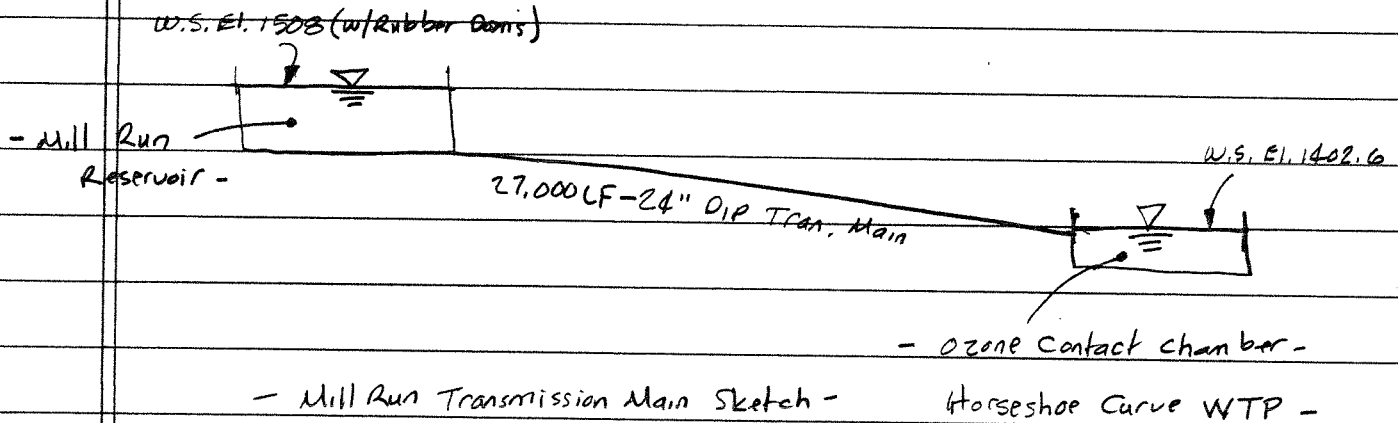 W.S. El. 1508 (w/Rubber Dams)
- Mill Run
Reservoir -
27,000 LF - 24" DIP Tran. Main
W.S. El. 1402.6
- Ozone Contact Chamber -
- Mill Run Transmission Main Sketch -
Horseshoe Curve WTP -